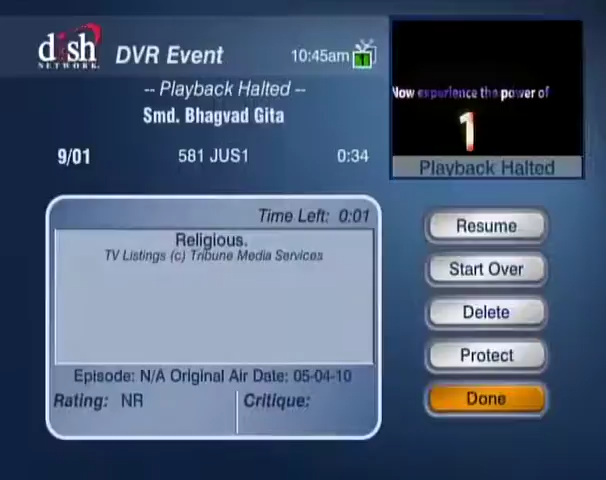 dish
NETWORK.
DVR Event
10:45am
1
-- Playback Halted --
Smd. Bhagvad Gita
9/01 581 JUS1 0:34
Now experience the power of
1
Playback Halted
Time Left: 0:01
Religious.
TV Listings (c) Tribune Media Services
Episode: N/A Original Air Date: 05-04-10
Rating: NR Critique:
Resume
Start Over
Delete
Protect
Done